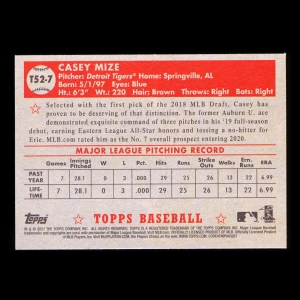 T52-7
CASEY MIZE
Pitcher: Detroit Tigers® Home: Springville, AL
Born: 5/1/97 Eyes: Blue
Ht.: 6'3" Wt.: 220 Hair: Brown Throws: Right Bats: Right
Selected with the first pick of the 2018 MLB Draft, Casey has
proven to be deserving of that distinction. The former Auburn U. ace
demonstrated exquisite command of three pitches in his '19 full-season
debut, earning Eastern League All-Star honors and tossing a no-hitter for
Erie. MLB.com touted him as the No. 7 overall prospect entering 2020.
MAJOR LEAGUE PITCHING RECORD
Games Innings Pitched W L Pct. Hits Runs Strike Outs Walks Earned Runs ERA
PAST YEAR 7 28.1 0 3 .000 29 25 26 13 22 6.99
LIFE-TIME 7 28.1 0 3 .000 29 25 26 13 22 6.99
Topps
TOPPS BASEBALL